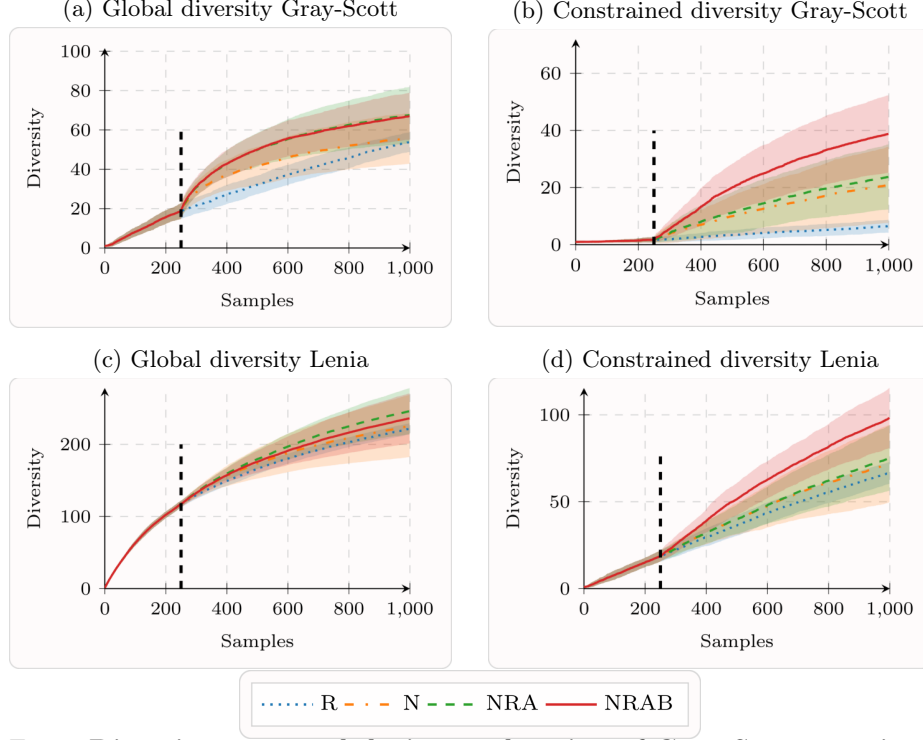 (a) Global diversity Gray-Scott
100
80
60
40
20
0
0 200 400 600 800 1,000
Diversity
Samples
(b) Constrained diversity Gray-Scott
60
40
20
0
0 200 400 600 800 1,000
Diversity
Samples
(c) Global diversity Lenia
200
100
0
0 200 400 600 800 1,000
Diversity
Samples
(d) Constrained diversity Lenia
100
50
0
0 200 400 600 800 1,000
Diversity
Samples
R N NRA NRAB